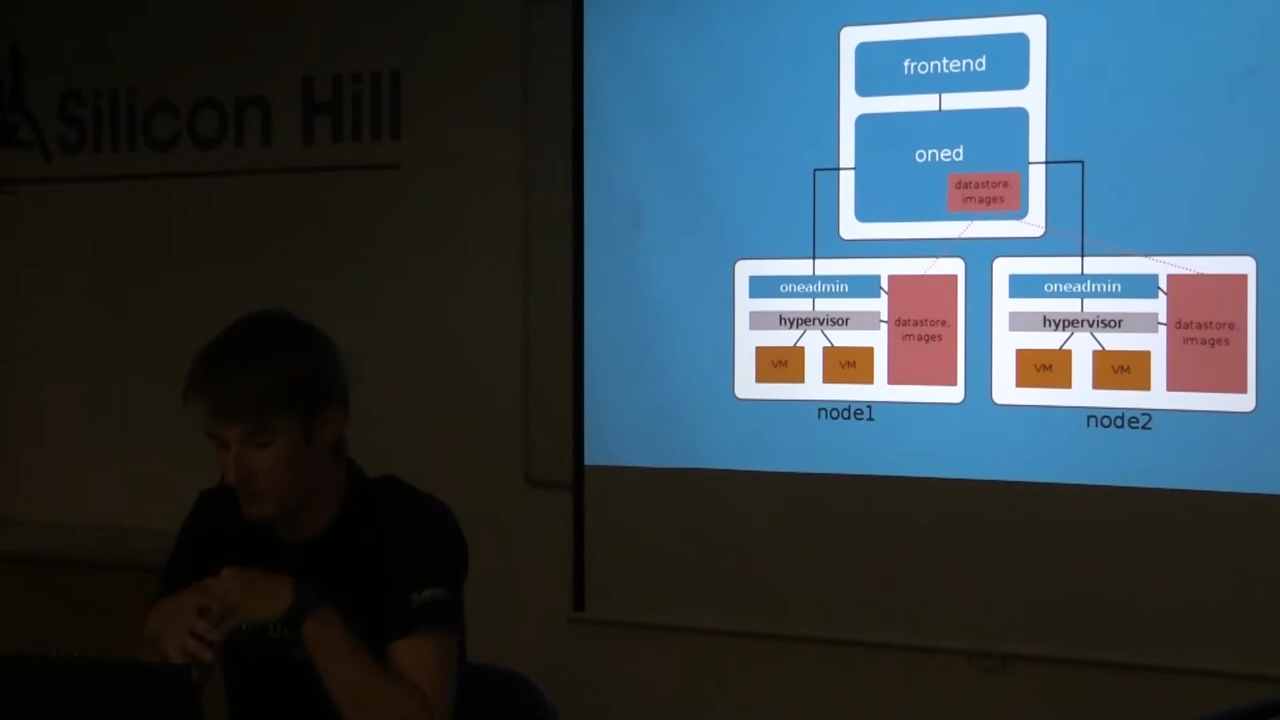 Silicon Hill
frontend
oned
datastore,
images
oneadmin
hypervisor
VM VM
datastore,
images
node1
oneadmin
hypervisor
VM VM
datastore,
images
node2